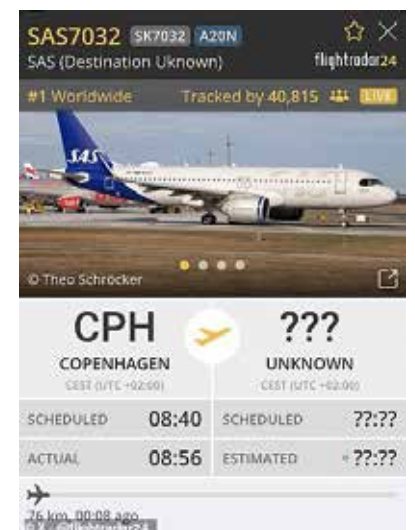 SAS7032 SK7032 A20N
SAS (Destination Uknown) flightradar24
#1 Worldwide Tracked by 40,815 LIVE
SAS
© Theo Schröcker
CPH ???
COPENHAGEN UNKNOWN
CEST (UTC +02:00) CEST (UTC +02:00)
SCHEDULED 08:40 SCHEDULED ??:??
ACTUAL 08:56 ESTIMATED ??:??
76 km, 00:08 ago